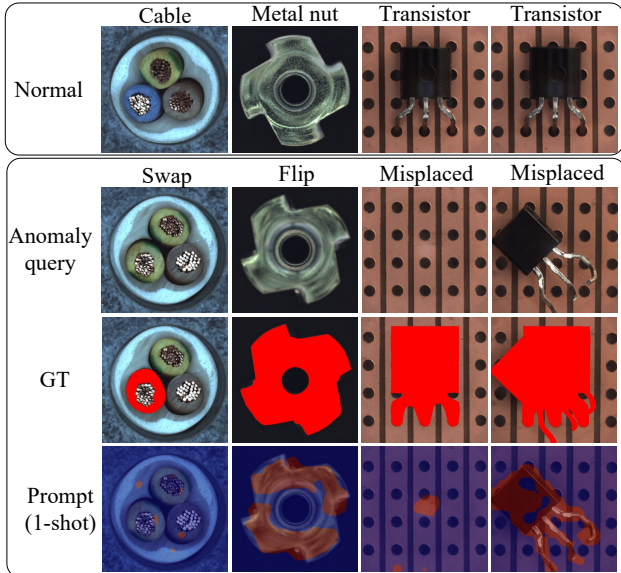 Cable Metal nut Transistor Transistor
Normal
Swap Flip Misplaced Misplaced
Anomaly
query
GT
Prompt
(1-shot)